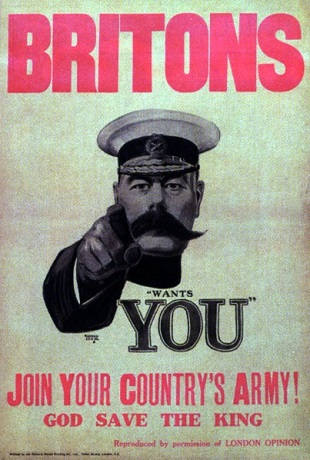 BRITONS
"WANTS
YOU"
JOIN YOUR COUNTRY'S ARMY!
GOD SAVE THE KING
Reproduced by permission of LONDON OPINION